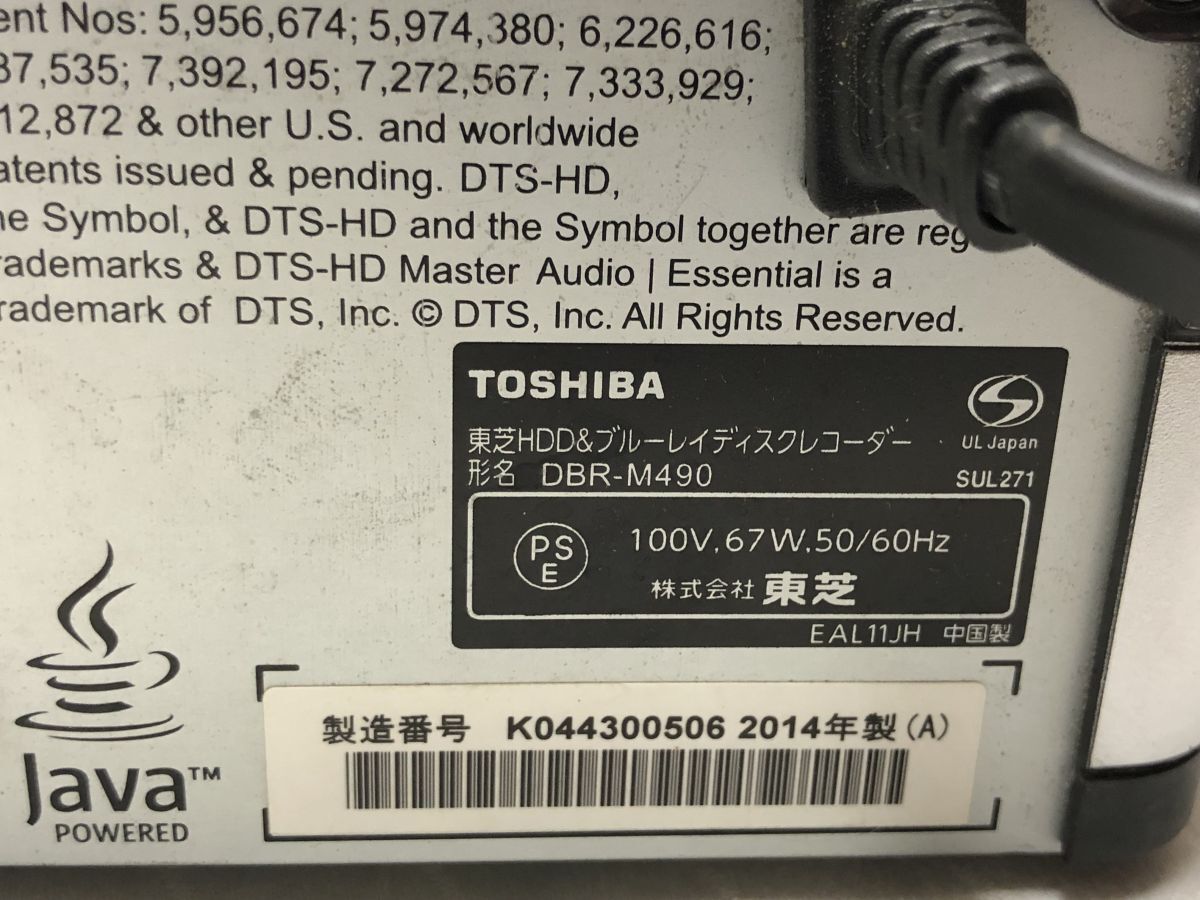 ent Nos: 5,956,674; 5,974,380; 6,226,616;
87,535; 7,392,195; 7,272,567; 7,333,929;
12,872 & other U.S. and worldwide
atents issued & pending. DTS-HD,
he Symbol, & DTS-HD and the Symbol together are reg
rademarks & DTS-HD Master Audio | Essential is a
rademark of DTS, Inc. © DTS, Inc. All Rights Reserved.
TOSHIBA
東芝HDD&ブルーレイディスクレコーダー
UL Japan
形名 DBR-M490
SUL271
PS
E
100V,67W,50/60Hz
株式会社 東芝
EAL11JH 中国製
製造番号 K044300506 2014年製(A)
Java™
POWERED